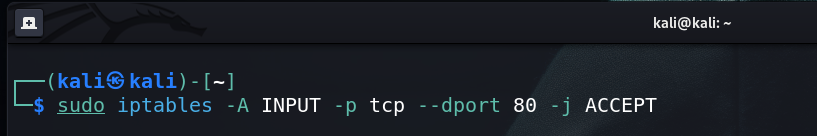 kali@kali: ~
┌──(kali㉿kali)-[~]
└─$ sudo iptables -A INPUT -p tcp --dport 80 -j ACCEPT